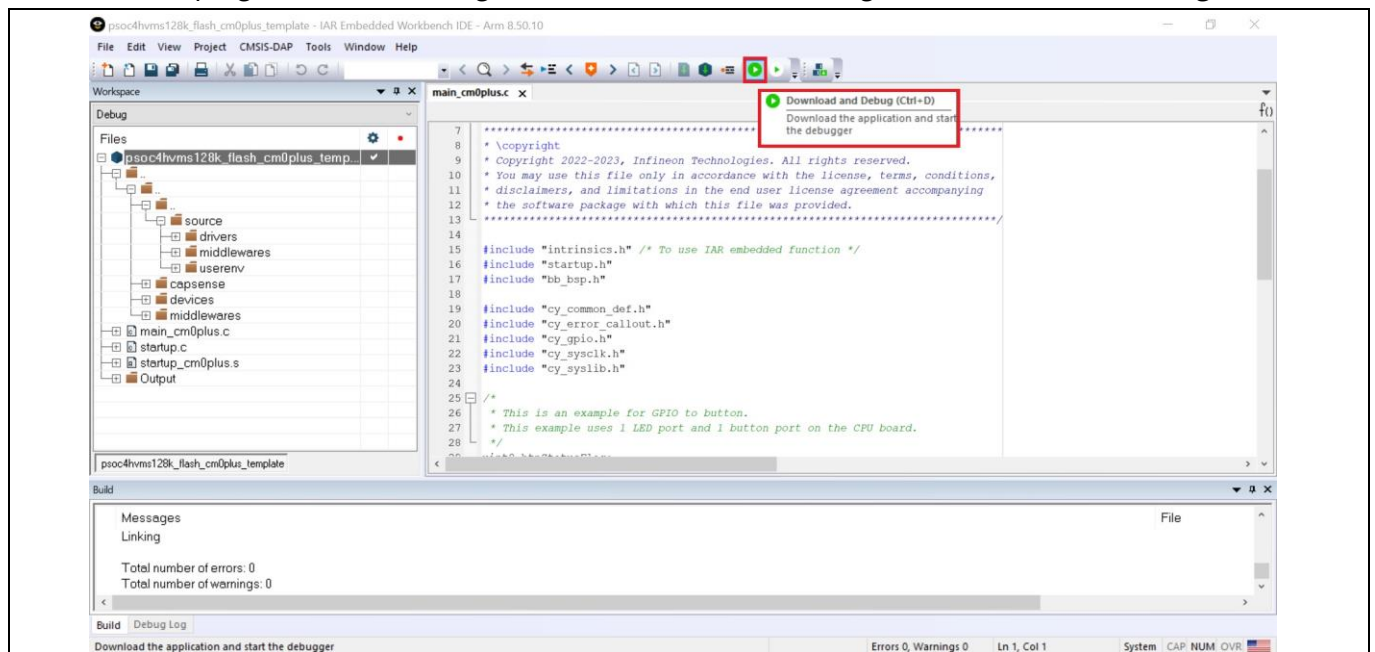 psoc4hvms128k_flash_cm0plus_template - IAR Embedded Workbench IDE - Arm 8.50.10
File Edit View Project CMSIS-DAP Tools Window Help
Workspace
Debug
Files
psoc4hvms128k_flash_cm0plus_temp...
..
..
..
source
drivers
middlewares
userenv
capsense
devices
middlewares
main_cm0plus.c
startup.c
startup_cm0plus.s
Output
psoc4hvms128k_flash_cm0plus_template
main_cm0plus.c
f()
Download and Debug (Ctrl+D)
Download the application and start
the debugger
7
8 * \copyright
9 * Copyright 2022-2023, Infineon Technologies. All rights reserved.
10 * You may use this file only in accordance with the license, terms, conditions,
11 * disclaimers, and limitations in the end user license agreement accompanying
12 * the software package with which this file was provided.
13 ******************************************************************************/
14
15 #include "intrinsics.h" /* To use IAR embedded function */
16 #include "startup.h"
17 #include "bb_bsp.h"
18
19 #include "cy_common_def.h"
20 #include "cy_error_callout.h"
21 #include "cy_gpio.h"
22 #include "cy_sysclk.h"
23 #include "cy_syslib.h"
24
25 /*
26 * This is an example for GPIO to button.
27 * This example uses 1 LED port and 1 button port on the CPU board.
28 */
Build
Messages File
Linking
Total number of errors: 0
Total number of warnings: 0
Build Debug Log
Download the application and start the debugger Errors 0, Warnings 0 Ln 1, Col 1 System CAP NUM OVR